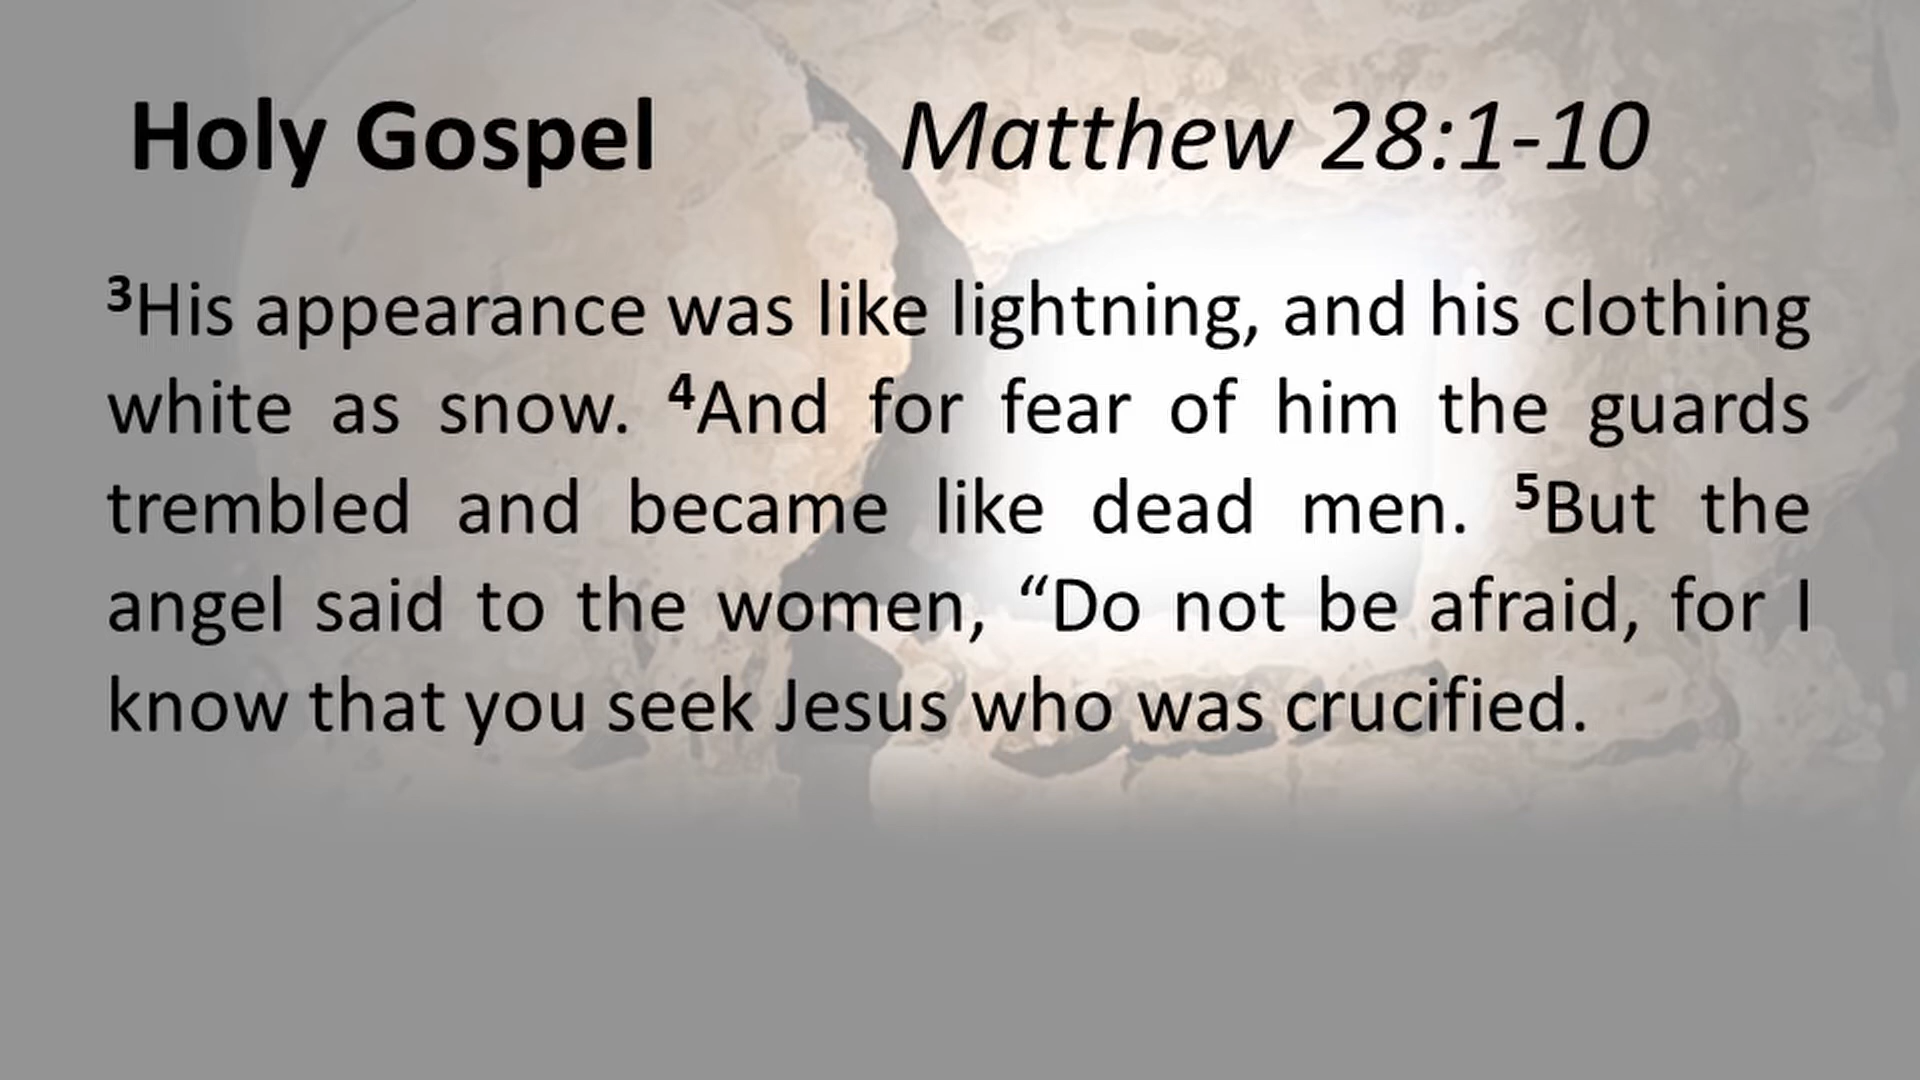 Holy Gospel Matthew 28:1-10
³His appearance was like lightning, and his clothing
white as snow. ⁴And for fear of him the guards
trembled and became like dead men. ⁵But the
angel said to the women, “Do not be afraid, for I
know that you seek Jesus who was crucified.